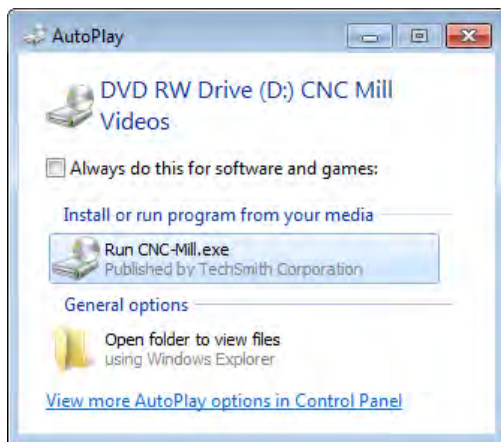 AutoPlay
DVD RW Drive (D:) CNC Mill
Videos
Always do this for software and games:
Install or run program from your media
Run CNC-Mill.exe
Published by TechSmith Corporation
General options
Open folder to view files
using Windows Explorer
View more AutoPlay options in Control Panel